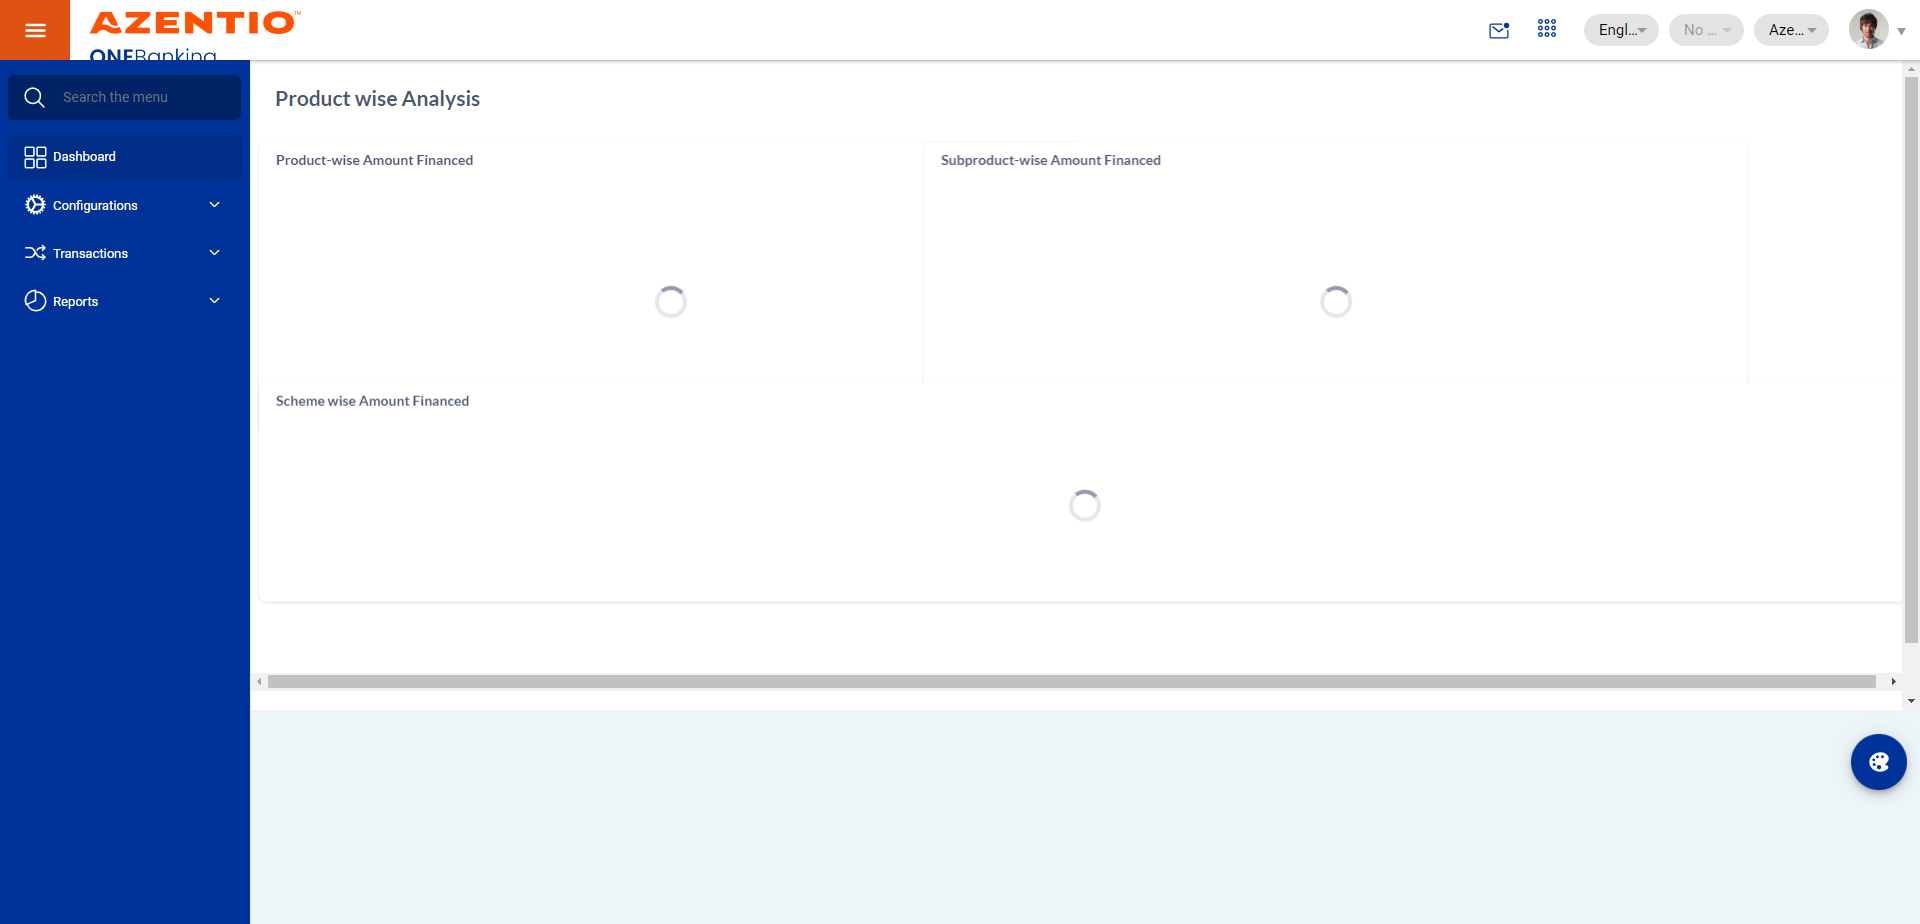 AZENTIO™
ONEBanking
Engl...
No ...
Aze...
Search the menu
Dashboard
Configurations
Transactions
Reports
Product wise Analysis
Product-wise Amount Financed
Subproduct-wise Amount Financed
Scheme wise Amount Financed